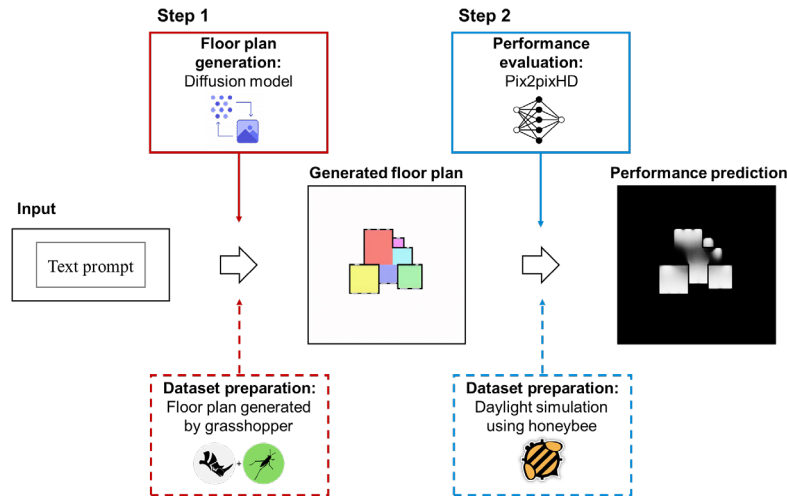 Step 1
Step 2
Floor plan
generation:
Diffusion model
Performance
evaluation:
Pix2pixHD
Input
Text prompt
Generated floor plan
Performance prediction
Dataset preparation:
Floor plan generated
by grasshopper
+
Dataset preparation:
Daylight simulation
using honeybee